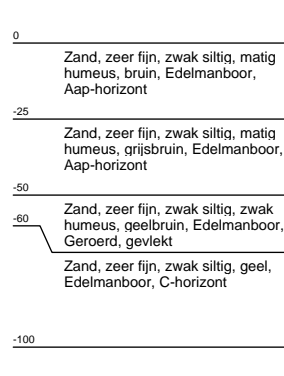 0
Zand, zeer fijn, zwak siltig, matig
humeus, bruin, Edelmanboor,
Aap-horizont
-25
Zand, zeer fijn, zwak siltig, matig
humeus, grijsbruin, Edelmanboor,
Aap-horizont
-50
Zand, zeer fijn, zwak siltig, zwak
-60
humeus, geelbruin, Edelmanboor,
Geroerd, gevlekt
Zand, zeer fijn, zwak siltig, geel,
Edelmanboor, C-horizont
-100